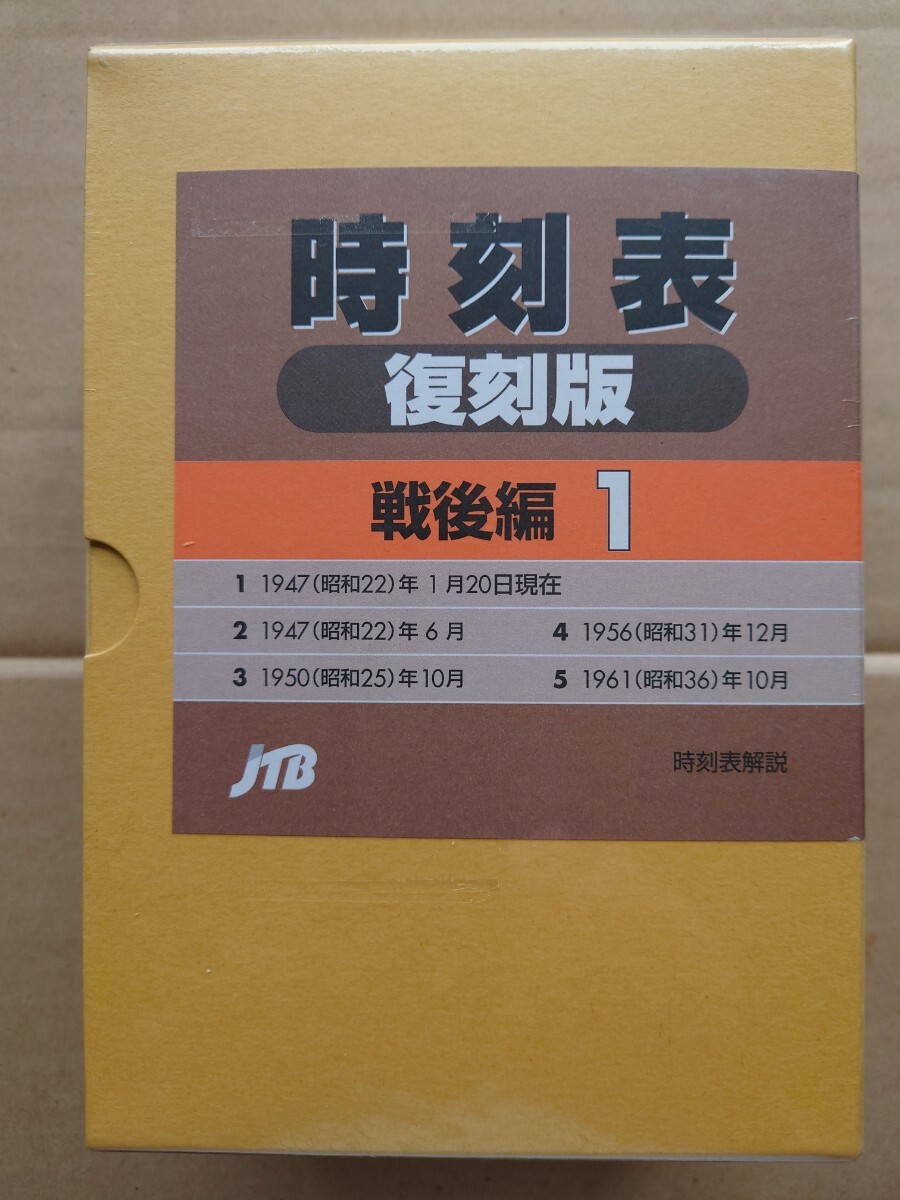 時刻表
復刻版
戦後編 1
1 1947(昭和22)年 1月20日現在
2 1947(昭和22)年 6月
4 1956(昭和31)年12月
3 1950(昭和25)年10月
5 1961(昭和36)年10月
JTB
時刻表解説